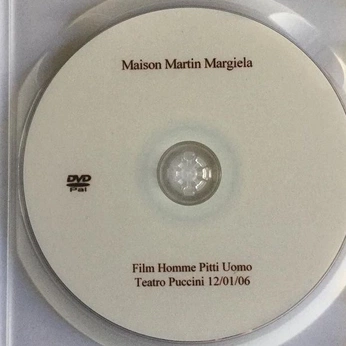 Maison Martin Margiela
DVD
Pal
Film Homme Pitti Uomo
Teatro Puccini 12/01/06